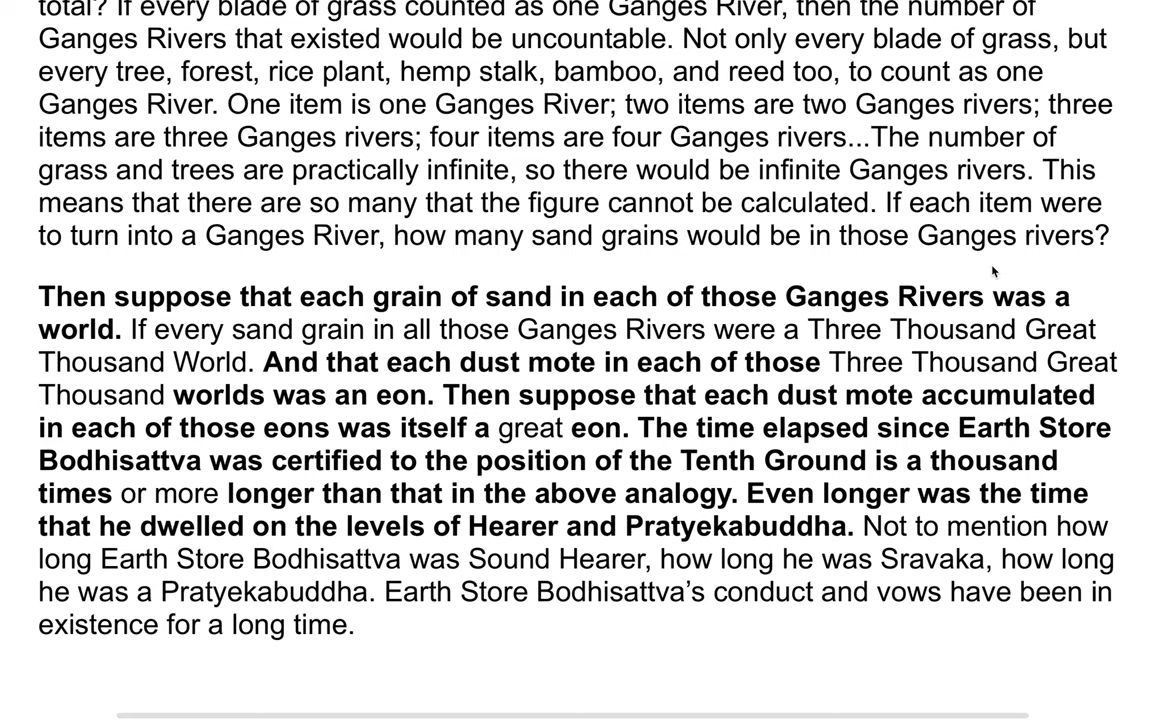 total? If every blade of grass counted as one Ganges River, then the number of
Ganges Rivers that existed would be uncountable. Not only every blade of grass, but
every tree, forest, rice plant, hemp stalk, bamboo, and reed too, to count as one
Ganges River. One item is one Ganges River; two items are two Ganges rivers; three
items are three Ganges rivers; four items are four Ganges rivers...The number of
grass and trees are practically infinite, so there would be infinite Ganges rivers. This
means that there are so many that the figure cannot be calculated. If each item were
to turn into a Ganges River, how many sand grains would be in those Ganges rivers?
Then suppose that each grain of sand in each of those Ganges Rivers was a
world. If every sand grain in all those Ganges Rivers were a Three Thousand Great
Thousand World. And that each dust mote in each of those Three Thousand Great
Thousand worlds was an eon. Then suppose that each dust mote accumulated
in each of those eons was itself a great eon. The time elapsed since Earth Store
Bodhisattva was certified to the position of the Tenth Ground is a thousand
times or more longer than that in the above analogy. Even longer was the time
that he dwelled on the levels of Hearer and Pratyekabuddha. Not to mention how
long Earth Store Bodhisattva was Sound Hearer, how long he was Sravaka, how long
he was a Pratyekabuddha. Earth Store Bodhisattva’s conduct and vows have been in
existence for a long time.